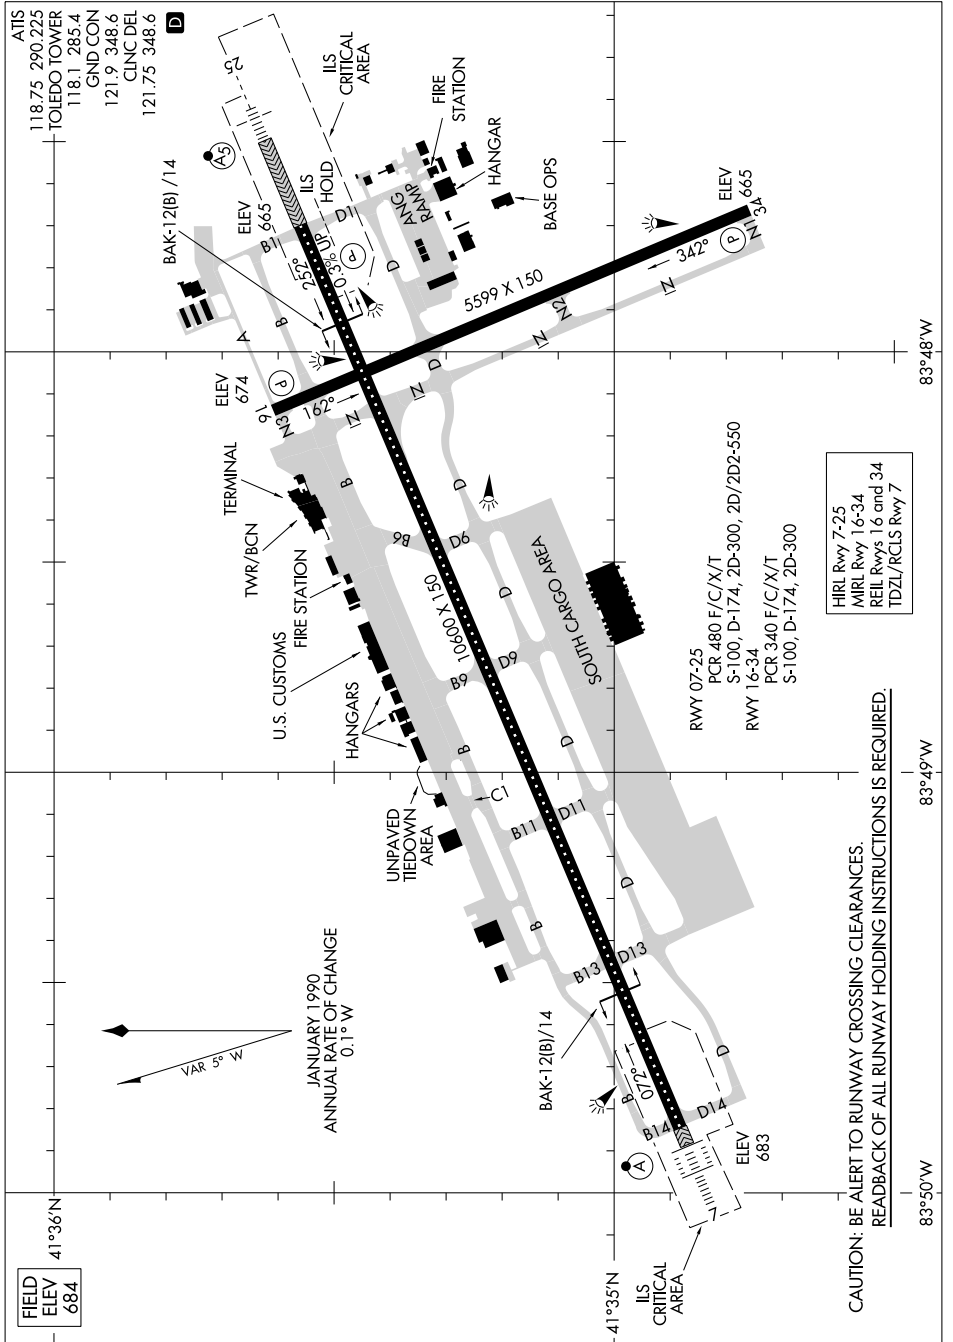 ATIS
118.75 290.225
TOLEDO TOWER
118.1 285.4
GND CON
121.9 348.6
CLNC DEL
121.75 348.6
D
FIELD
ELEV
684
41°36'N
VAR 5° W
JANUARY 1990
ANNUAL RATE OF CHANGE
0.1° W
25
A5
ILS
CRITICAL
AREA
ELEV
665
ILS
HOLD
BAK-12(B) /14
B1
D1
252°
0.3% UP
P
ANG
RAMP
FIRE
STATION
HANGAR
BASE OPS
A
B
D
ELEV
674
P
16
N3
162°
N1
N1
D
5599 X 150
N1
N2
N1
342°
P
N1
34
ELEV
665
83°48'W
TERMINAL
TWR/BCN
FIRE STATION
U.S. CUSTOMS
HANGARS
UNPAVED
TIEDOWN
AREA
C1
B
B6
D6
D
10600 X 150
B9
D9
D
SOUTH CARGO AREA
B
D
B11
D11
B
D
B13
D13
BAK-12(B)/14
072°
B
D
B14
D14
A
7
ELEV
683
ILS
CRITICAL
AREA
41°35'N
83°49'W
83°50'W
RWY 07-25
PCR 480 F/C/X/T
S-100, D-174, 2D-300, 2D/2D2-550
RWY 16-34
PCR 340 F/C/X/T
S-100, D-174, 2D-300
HIRL Rwy 7-25
MIRL Rwy 16-34
REIL Rwys 16 and 34
TDZL/RCLS Rwy 7
CAUTION: BE ALERT TO RUNWAY CROSSING CLEARANCES.
READBACK OF ALL RUNWAY HOLDING INSTRUCTIONS IS REQUIRED.